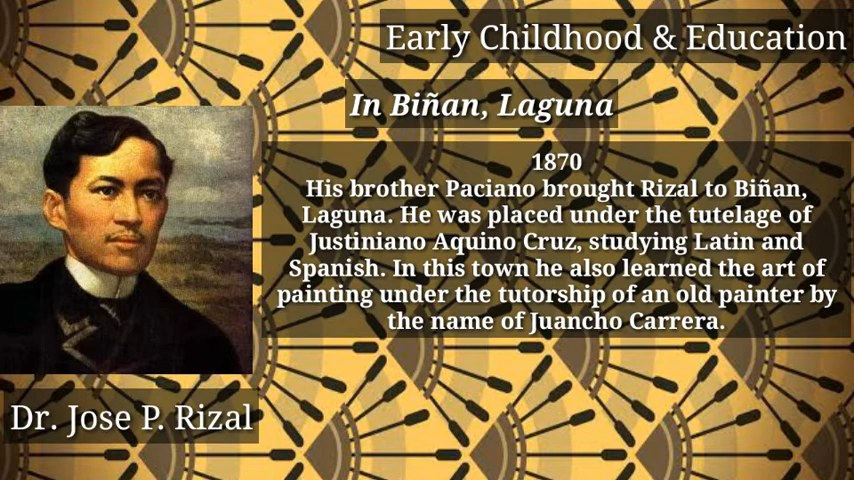 Early Childhood & Education
In Biñan, Laguna
1870
His brother Paciano brought Rizal to Biñan,
Laguna. He was placed under the tutelage of
Justiniano Aquino Cruz, studying Latin and
Spanish. In this town he also learned the art of
painting under the tutorship of an old painter by
the name of Juancho Carrera.
Dr. Jose P. Rizal